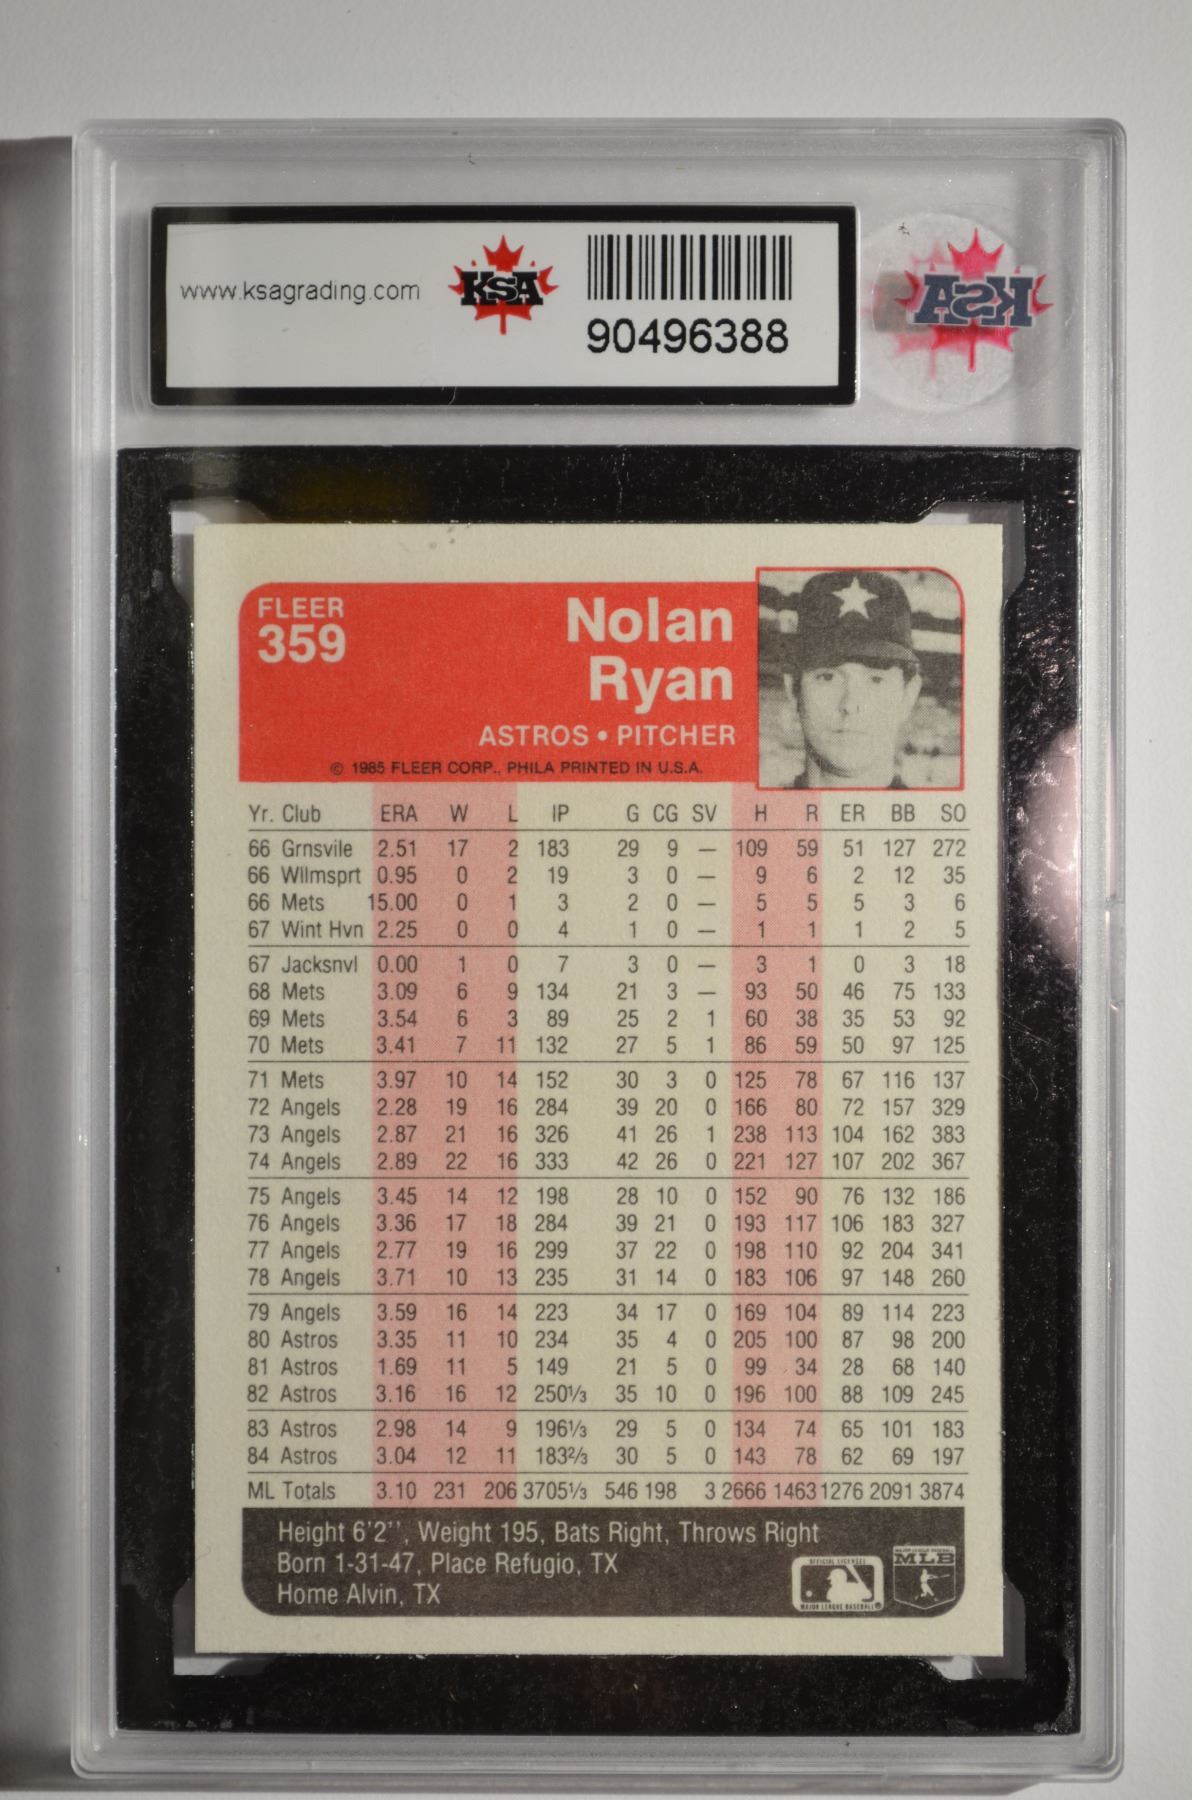 www.ksagrading.com
KSA
90496388
KSA
FLEER
359
Nolan
Ryan
ASTROS • PITCHER
© 1985 FLEER CORP., PHILA PRINTED IN U.S.A.
Yr. Club ERA W L IP G CG SV H R ER BB SO
66 Grnsvile 2.51 17 2 183 29 9 — 109 59 51 127 272
66 Wllmsprt 0.95 0 2 19 3 0 — 9 6 2 12 35
66 Mets 15.00 0 1 3 2 0 — 5 5 5 3 6
67 Wint Hvn 2.25 0 0 4 1 0 — 1 1 1 2 5
67 Jacksnvl 0.00 1 0 7 3 0 — 3 1 0 3 18
68 Mets 3.09 6 9 134 21 3 — 93 50 46 75 133
69 Mets 3.54 6 3 89 25 2 1 60 38 35 53 92
70 Mets 3.41 7 11 132 27 5 1 86 59 50 97 125
71 Mets 3.97 10 14 152 30 3 0 125 78 67 116 137
72 Angels 2.28 19 16 284 39 20 0 166 80 72 157 329
73 Angels 2.87 21 16 326 41 26 1 238 113 104 162 383
74 Angels 2.89 22 16 333 42 26 0 221 127 107 202 367
75 Angels 3.45 14 12 198 28 10 0 152 90 76 132 186
76 Angels 3.36 17 18 284 39 21 0 193 117 106 183 327
77 Angels 2.77 19 16 299 37 22 0 198 110 92 204 341
78 Angels 3.71 10 13 235 31 14 0 183 106 97 148 260
79 Angels 3.59 16 14 223 34 17 0 169 104 89 114 223
80 Astros 3.35 11 10 234 35 4 0 205 100 87 98 200
81 Astros 1.69 11 5 149 21 5 0 99 34 28 68 140
82 Astros 3.16 16 12 250⅓ 35 10 0 196 100 88 109 245
83 Astros 2.98 14 9 196⅓ 29 5 0 134 74 65 101 183
84 Astros 3.04 12 11 183⅔ 30 5 0 143 78 62 69 197
ML Totals 3.10 231 206 3705⅓ 546 198 3 2666 1463 1276 2091 3874
Height 6'2'', Weight 195, Bats Right, Throws Right
Born 1-31-47, Place Refugio, TX
Home Alvin, TX
OFFICIAL LICENSEE
MAJOR LEAGUE BASEBALL®
MAJOR LEAGUE BASEBALL
MLB